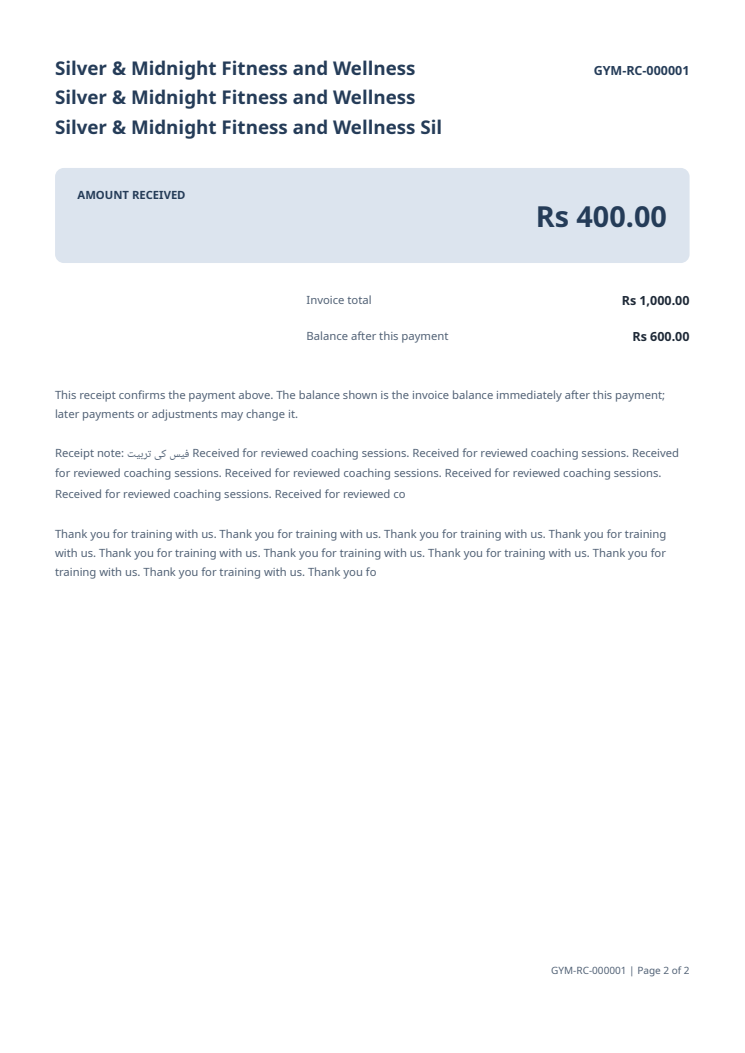 Silver & Midnight Fitness and Wellness
GYM-RC-000001
Silver & Midnight Fitness and Wellness
Silver & Midnight Fitness and Wellness Sil
AMOUNT RECEIVED
Rs 400.00
Invoice total Rs 1,000.00
Balance after this payment Rs 600.00
This receipt confirms the payment above. The balance shown is the invoice balance immediately after this payment;
later payments or adjustments may change it.
Receipt note: فیس کی تربیت Received for reviewed coaching sessions. Received for reviewed coaching sessions. Received
for reviewed coaching sessions. Received for reviewed coaching sessions. Received for reviewed coaching sessions.
Received for reviewed coaching sessions. Received for reviewed co
Thank you for training with us. Thank you for training with us. Thank you for training with us. Thank you for training
with us. Thank you for training with us. Thank you for training with us. Thank you for training with us. Thank you for
training with us. Thank you for training with us. Thank you fo
GYM-RC-000001 | Page 2 of 2